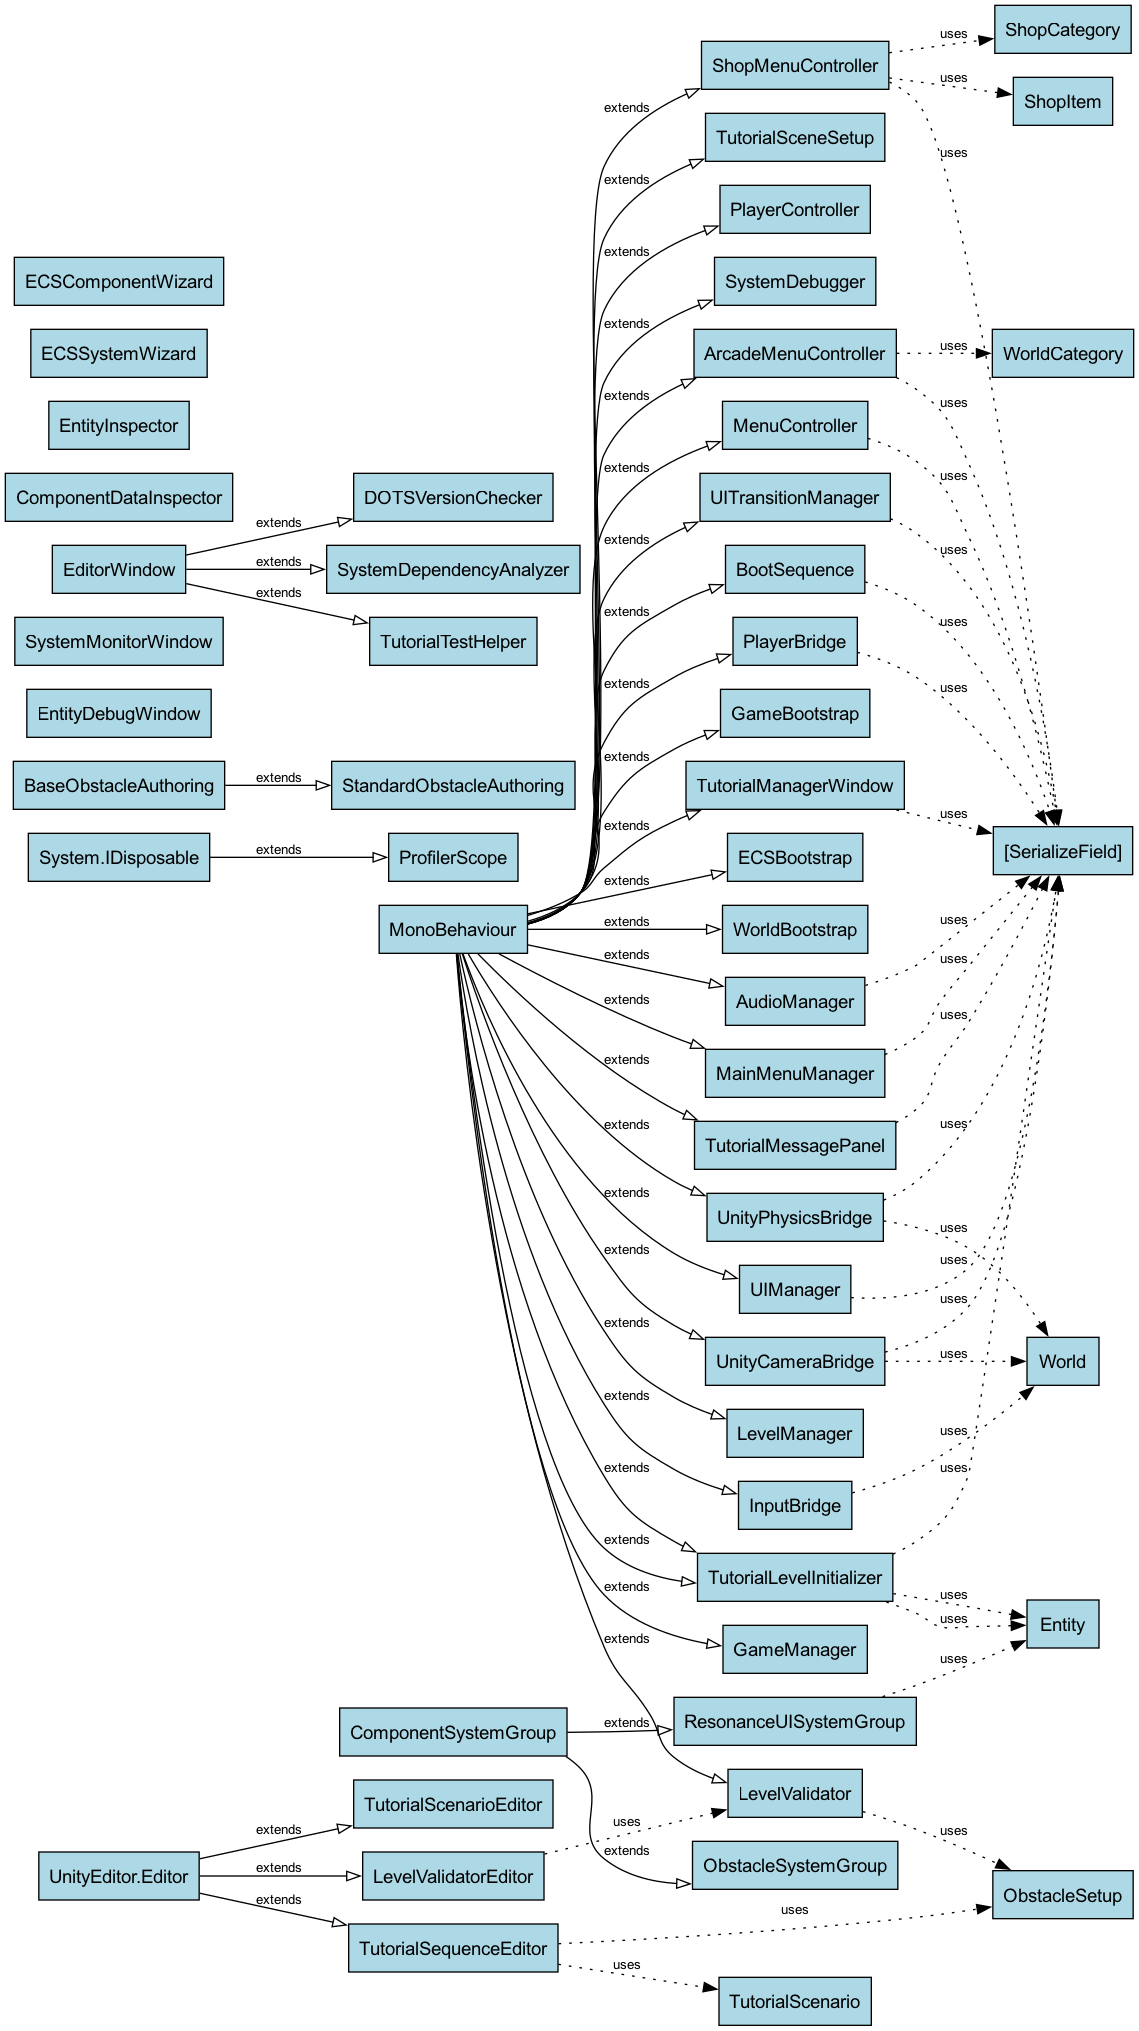 ShopCategory
uses
ShopMenuController
uses
ShopItem
extends
TutorialSceneSetup
uses
extends
PlayerController
extends
ECSComponentWizard
SystemDebugger
extends
ECSSystemWizard
ArcadeMenuController
uses
WorldCategory
extends
uses
EntityInspector
MenuController
extends
uses
ComponentDataInspector
DOTSVersionChecker
UITransitionManager
extends
extends
uses
EditorWindow
extends
SystemDependencyAnalyzer
BootSequence
extends
extends
uses
SystemMonitorWindow
TutorialTestHelper
PlayerBridge
extends
uses
EntityDebugWindow
GameBootstrap
extends
BaseObstacleAuthoring
extends
StandardObstacleAuthoring
TutorialManagerWindow
extends
uses
System.IDisposable
extends
ProfilerScope
ECSBootstrap
[SerializeField]
extends
MonoBehaviour
extends
WorldBootstrap
extends
uses
AudioManager
extends
uses
MainMenuManager
uses
extends
TutorialMessagePanel
extends
uses
UnityPhysicsBridge
extends
uses
UIManager
uses
extends
uses
UnityCameraBridge
uses
World
extends
LevelManager
uses
extends
uses
InputBridge
extends
TutorialLevelInitializer
uses
extends
uses
Entity
GameManager
extends
uses
ComponentSystemGroup
extends
ResonanceUISystemGroup
TutorialScenarioEditor
LevelValidator
extends
uses
uses
UnityEditor.Editor
extends
LevelValidatorEditor
extends
ObstacleSystemGroup
ObstacleSetup
extends
uses
TutorialSequenceEditor
uses
TutorialScenario